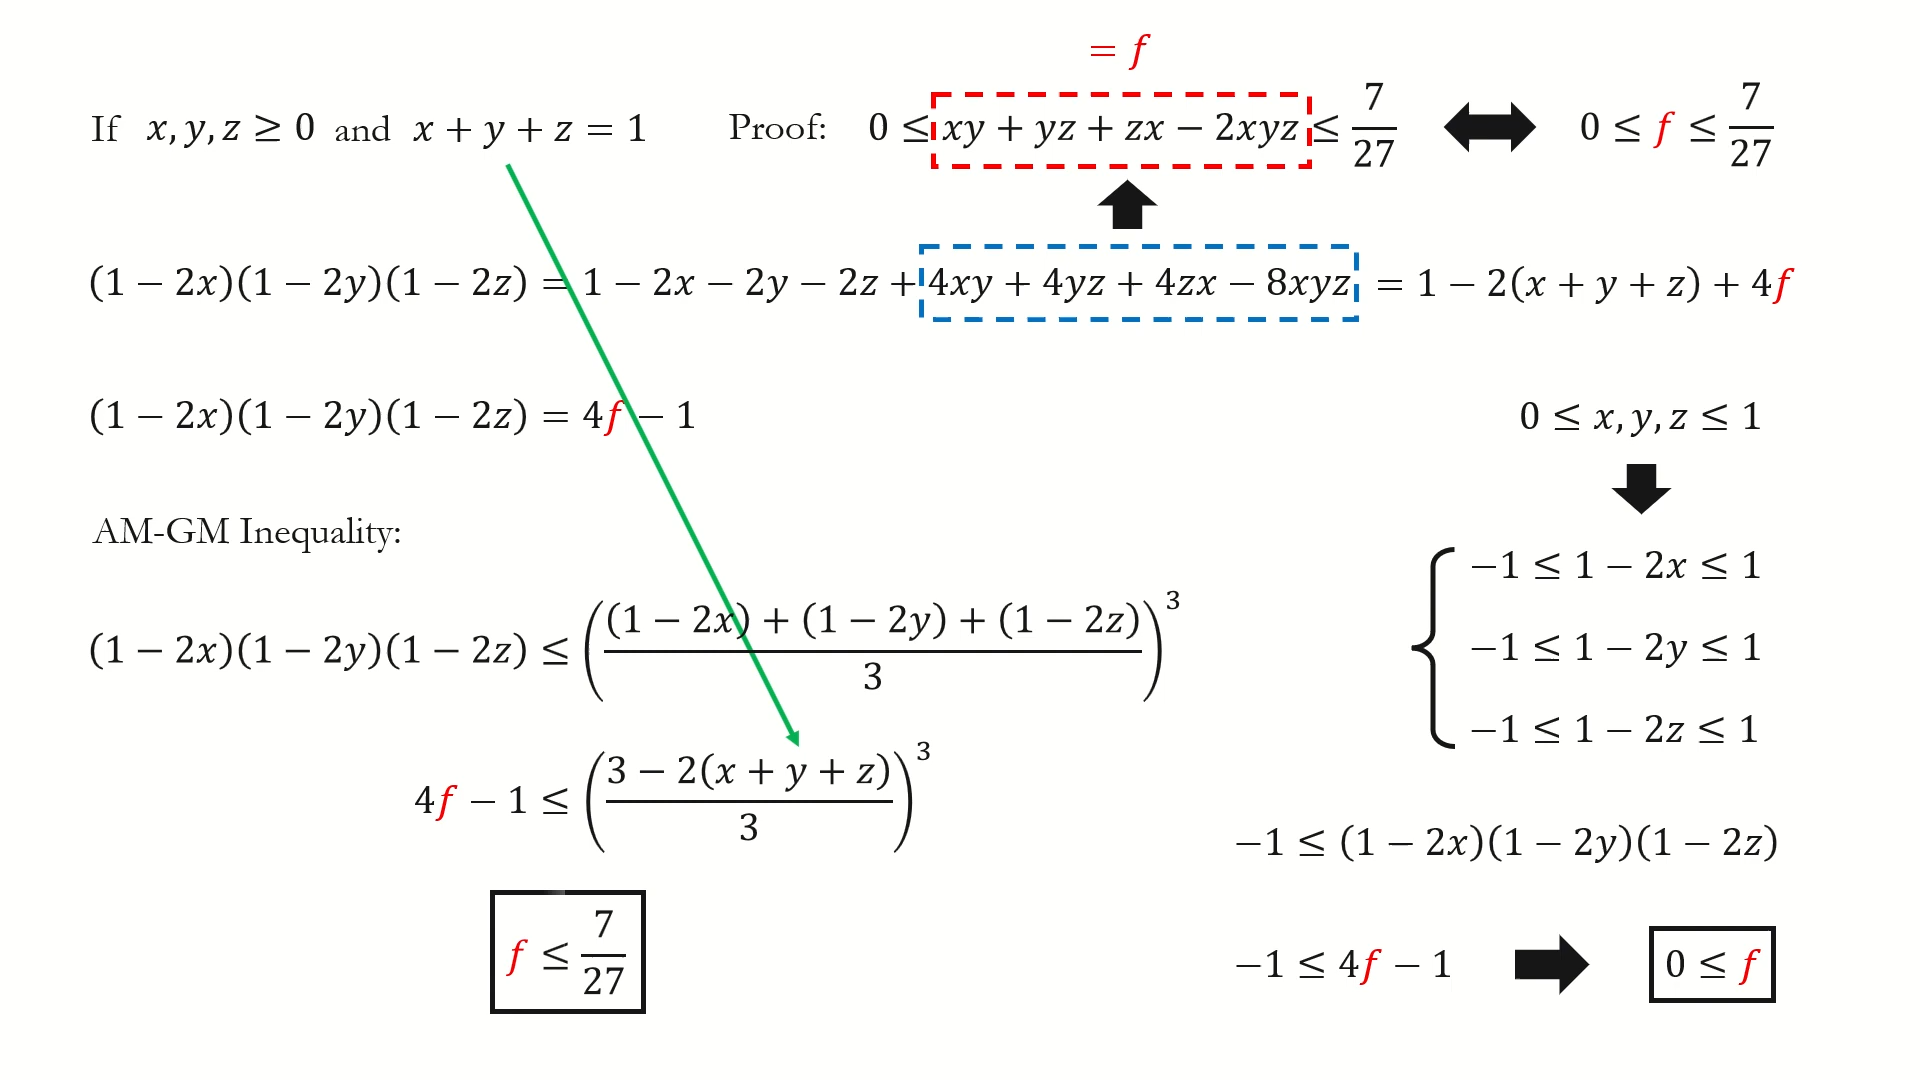 = f
If x, y, z ≥ 0 and x + y + z = 1 Proof: 0 ≤ xy + yz + zx − 2xyz ≤ 7/27 0 ≤ f ≤ 7/27
(1 − 2x)(1 − 2y)(1 − 2z) = 1 − 2x − 2y − 2z + 4xy + 4yz + 4zx − 8xyz = 1 − 2(x + y + z) + 4f
(1 − 2x)(1 − 2y)(1 − 2z) = 4f − 1
AM-GM Inequality:
(1 − 2x)(1 − 2y)(1 − 2z) ≤ (((1 − 2x) + (1 − 2y) + (1 − 2z))/3)³
4f − 1 ≤ ((3 − 2(x + y + z))/3)³
f ≤ 7/27
0 ≤ x, y, z ≤ 1
−1 ≤ 1 − 2x ≤ 1
−1 ≤ 1 − 2y ≤ 1
−1 ≤ 1 − 2z ≤ 1
−1 ≤ (1 − 2x)(1 − 2y)(1 − 2z)
−1 ≤ 4f − 1 0 ≤ f